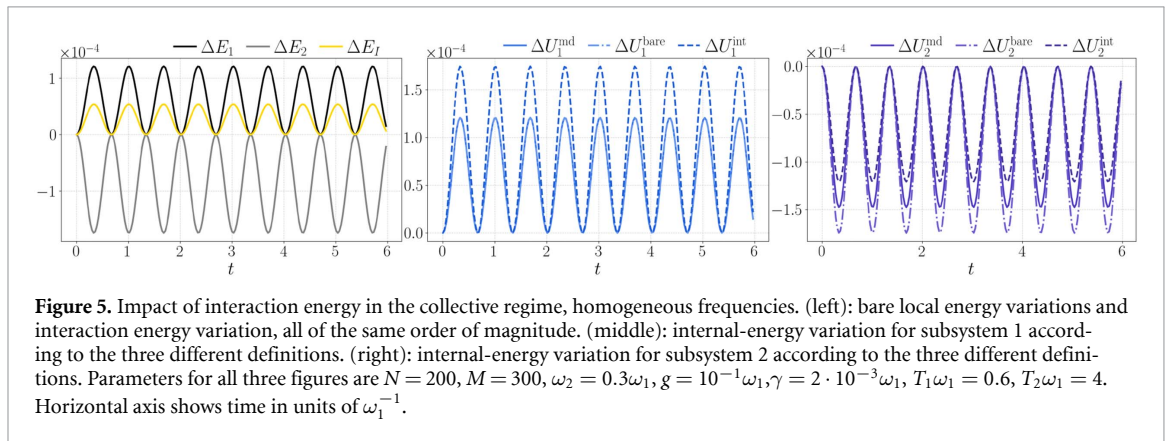 ΔE₁ ΔE₂ ΔE_I
×10⁻⁴
1
0
−1
0 1 2 3 4 5 6
t
ΔU₁^md ΔU₁^bare ΔU₁^int
×10⁻⁴
1.5
1.0
0.5
0.0
0 1 2 3 4 5 6
t
ΔU₂^md ΔU₂^bare ΔU₂^int
×10⁻⁴
0.0
−0.5
−1.0
−1.5
0 2 4 6
t
Figure 5. Impact of interaction energy in the collective regime, homogeneous frequencies. (left): bare local energy variations and
interaction energy variation, all of the same order of magnitude. (middle): internal-energy variation for subsystem 1 accord-
ing to the three different definitions. (right): internal-energy variation for subsystem 2 according to the three different defini-
tions. Parameters for all three figures are N = 200, M = 300, ω₂ = 0.3ω₁, g = 10⁻¹ω₁,γ = 2 · 10⁻³ω₁, T₁ω₁ = 0.6, T₂ω₁ = 4.
Horizontal axis shows time in units of ω₁⁻¹.